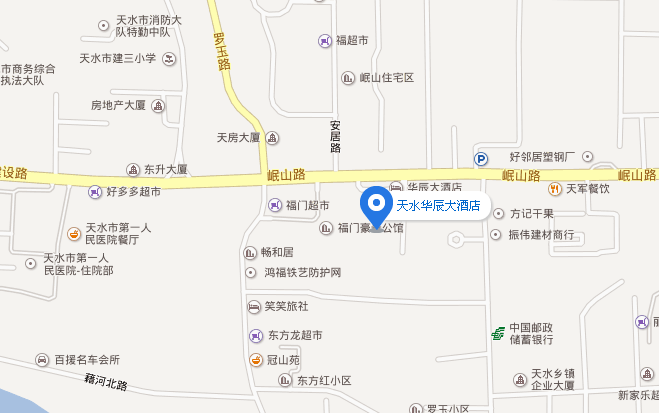 天水市消防大
队特勤中队
福超市
天水市建三小学
市商务综合
执法大队
岷山住宅区
房地产大厦
天房大厦
安居路
好邻居塑钢厂
东升大厦
建设路
岷山路
岷山路
岷山路
华辰大酒店
天军餐饮
好多多超市
福门超市
天水华辰大酒店
方记干果
天水市第一人
民医院餐厅
福门豪
公馆
振伟建材商行
畅和居
天水市第一人
民医院-住院部
鸿福铁艺防护网
笑笑旅社
东方龙超市
中国邮政
储蓄银行
百援名车会所
冠山苑
藉河北路
东方红小区
天水乡镇
企业大厦
新家乐超
罗玉小区